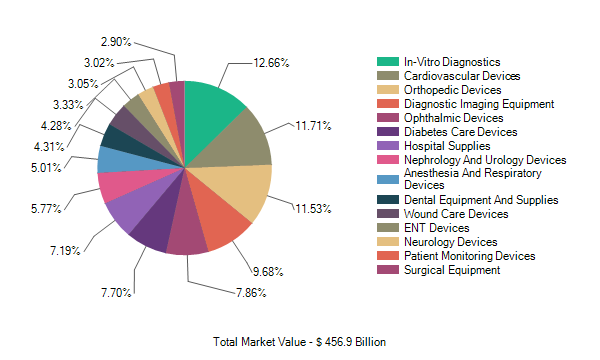 2.90%
3.02%
3.05%
3.33%
4.28%
4.31%
5.01%
5.77%
7.19%
7.70%
7.86%
9.68%
11.53%
11.71%
12.66%
In-Vitro Diagnostics
Cardiovascular Devices
Orthopedic Devices
Diagnostic Imaging Equipment
Ophthalmic Devices
Diabetes Care Devices
Hospital Supplies
Nephrology And Urology Devices
Anesthesia And Respiratory
Devices
Dental Equipment And Supplies
Wound Care Devices
ENT Devices
Neurology Devices
Patient Monitoring Devices
Surgical Equipment
Total Market Value - $ 456.9 Billion